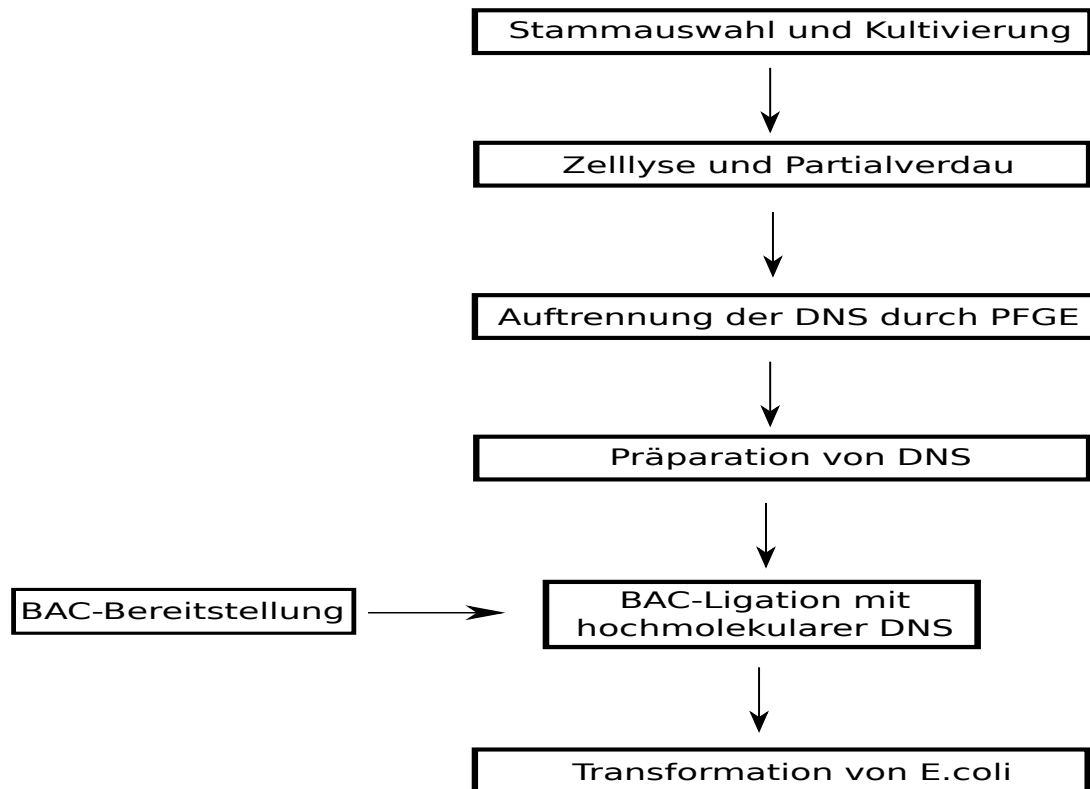 Stammauswahl und Kultivierung
Zelllyse und Partialverdau
Auftrennung der DNS durch PFGE
Präparation von DNS
BAC-Bereitstellung
BAC-Ligation mit
hochmolekularer DNS
Transformation von E.coli